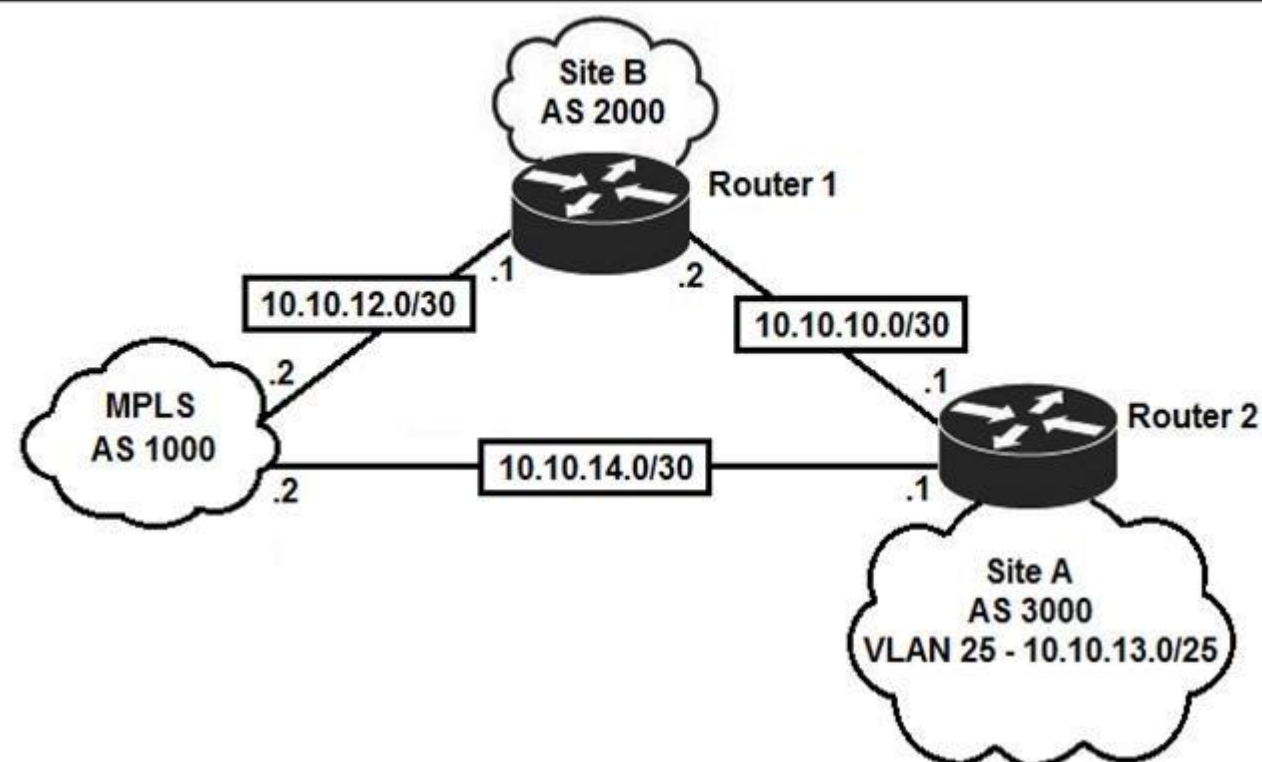 Site B
AS 2000
Router 1
.1
.2
10.10.12.0/30
10.10.10.0/30
.2
.1
MPLS
AS 1000
Router 2
10.10.14.0/30
.2
.1
Site A
AS 3000
VLAN 25 - 10.10.13.0/25